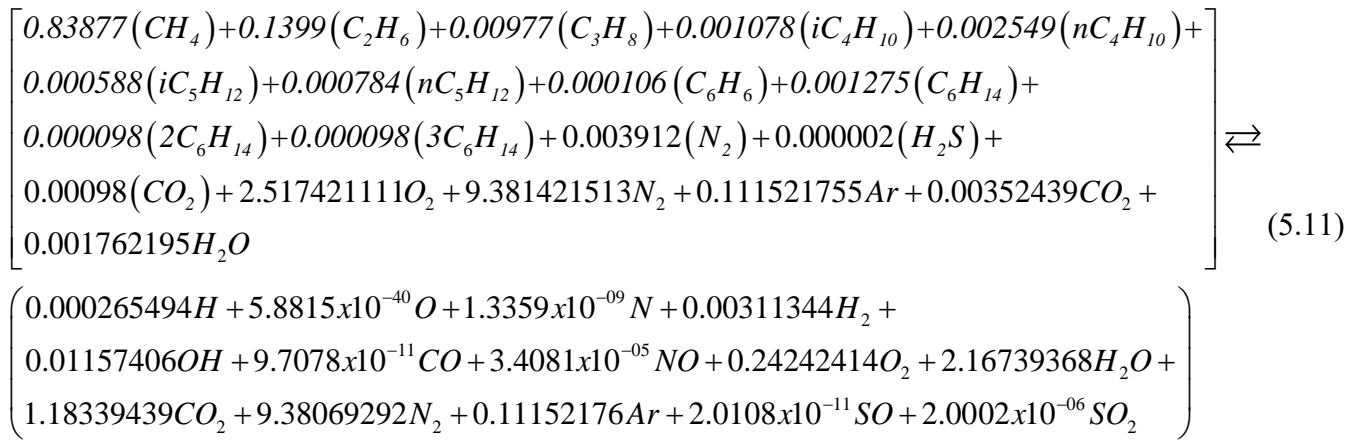 [0.83877(CH₄)+0.1399(C₂H₆)+0.00977(C₃H₈)+0.001078(iC₄H₁₀)+0.002549(nC₄H₁₀)+
0.000588(iC₅H₁₂)+0.000784(nC₅H₁₂)+0.000106(C₆H₆)+0.001275(C₆H₁₄)+
0.000098(2C₆H₁₄)+0.000098(3C₆H₁₄)+0.003912(N₂)+0.000002(H₂S)+
0.00098(CO₂)+2.517421111O₂+9.381421513N₂+0.111521755Ar+0.00352439CO₂+
0.001762195H₂O] ⇄ (5.11)
(0.000265494H+5.8815x10⁻⁴⁰O+1.3359x10⁻⁰⁹N+0.00311344H₂+
0.01157406OH+9.7078x10⁻¹¹CO+3.4081x10⁻⁰⁵NO+0.24242414O₂+2.16739368H₂O+
1.18339439CO₂+9.38069292N₂+0.11152176Ar+2.0108x10⁻¹¹SO+2.0002x10⁻⁰⁶SO₂)